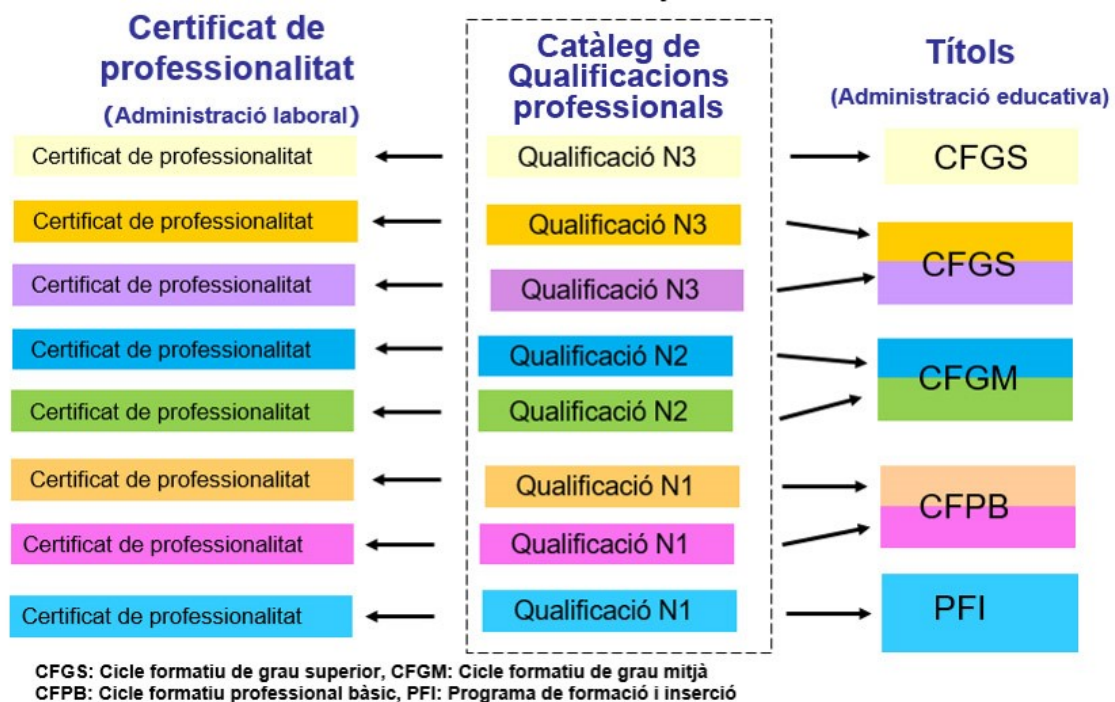 Certificat de
professionalitat
(Administració laboral)
Catàleg de
Qualificacions
professionals
Títols
(Administració educativa)
Certificat de professionalitat
Qualificació N3
CFGS
Certificat de professionalitat
Qualificació N3
Certificat de professionalitat
Qualificació N3
CFGS
Certificat de professionalitat
Qualificació N2
Certificat de professionalitat
Qualificació N2
CFGM
Certificat de professionalitat
Qualificació N1
Certificat de professionalitat
Qualificació N1
CFPB
Certificat de professionalitat
Qualificació N1
PFI
CFGS: Cicle formatiu de grau superior, CFGM: Cicle formatiu de grau mitjà
CFPB: Cicle formatiu professional bàsic, PFI: Programa de formació i inserció